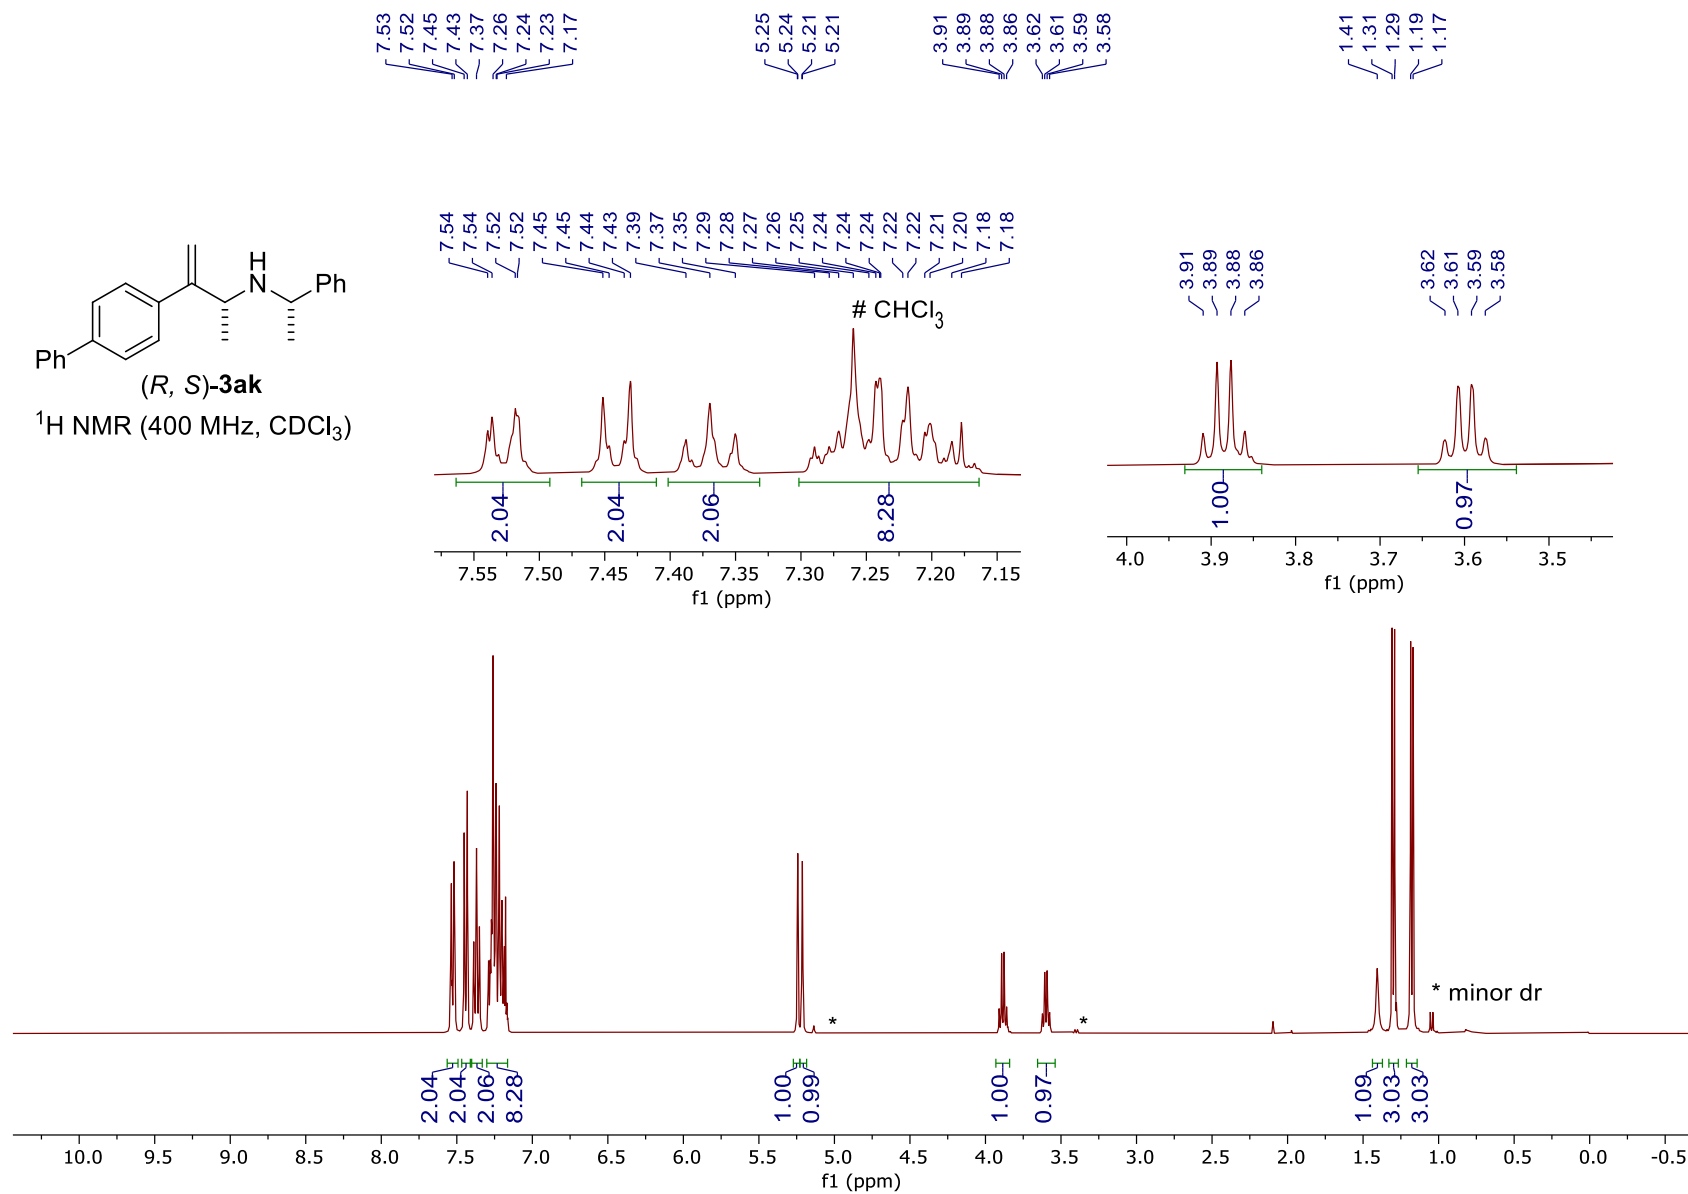 7.53 7.52 7.45 7.43 7.37 7.26 7.24 7.23 7.17 5.25 5.24 5.21 5.21 3.91 3.89 3.88 3.86 3.62 3.61 3.59 3.58 1.41 1.31 1.29 1.19 1.17
7.54 7.54 7.52 7.52 7.45 7.45 7.44 7.43 7.39 7.37 7.35 7.29 7.28 7.27 7.26 7.25 7.24 7.24 7.24 7.22 7.22 7.21 7.20 7.18 7.18
3.91 3.89 3.88 3.86 3.62 3.61 3.59 3.58
H
N
Ph
Ph
(R, S)-3ak
¹H NMR (400 MHz, CDCl₃)
# CHCl₃
2.04 2.04 2.06 8.28
7.55 7.50 7.45 7.40 7.35 7.30 7.25 7.20 7.15
f1 (ppm)
1.00 0.97
4.0 3.9 3.8 3.7 3.6 3.5
f1 (ppm)
* * * minor dr
2.04 2.04 2.06 8.28 1.00 0.99 1.00 0.97 1.09 3.03 3.03
10.0 9.5 9.0 8.5 8.0 7.5 7.0 6.5 6.0 5.5 5.0 4.5 4.0 3.5 3.0 2.5 2.0 1.5 1.0 0.5 0.0 -0.5
f1 (ppm)